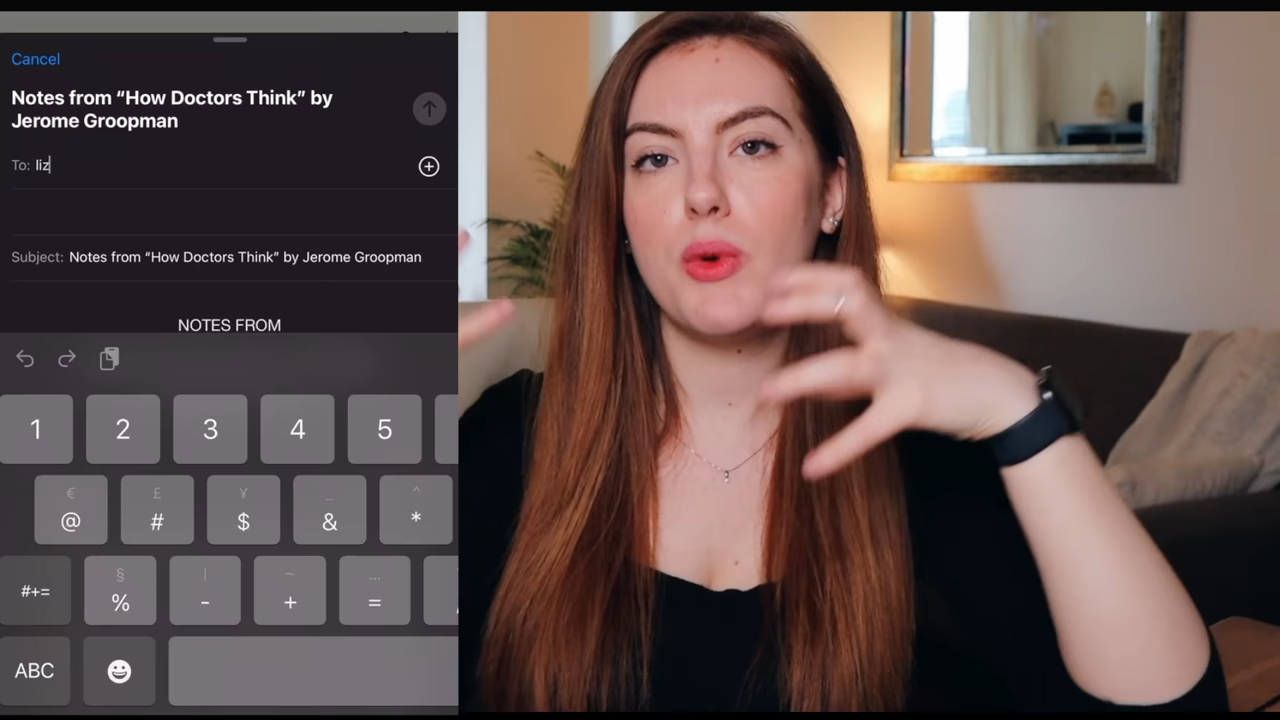 Cancel
Notes from “How Doctors Think” by
Jerome Groopman
To: liz
Subject: Notes from “How Doctors Think” by Jerome Groopman
NOTES FROM
1 2 3 4 5
€ £ ¥ _ ^
@ # $ & *
§ | ~ …
#+= % - + =
ABC